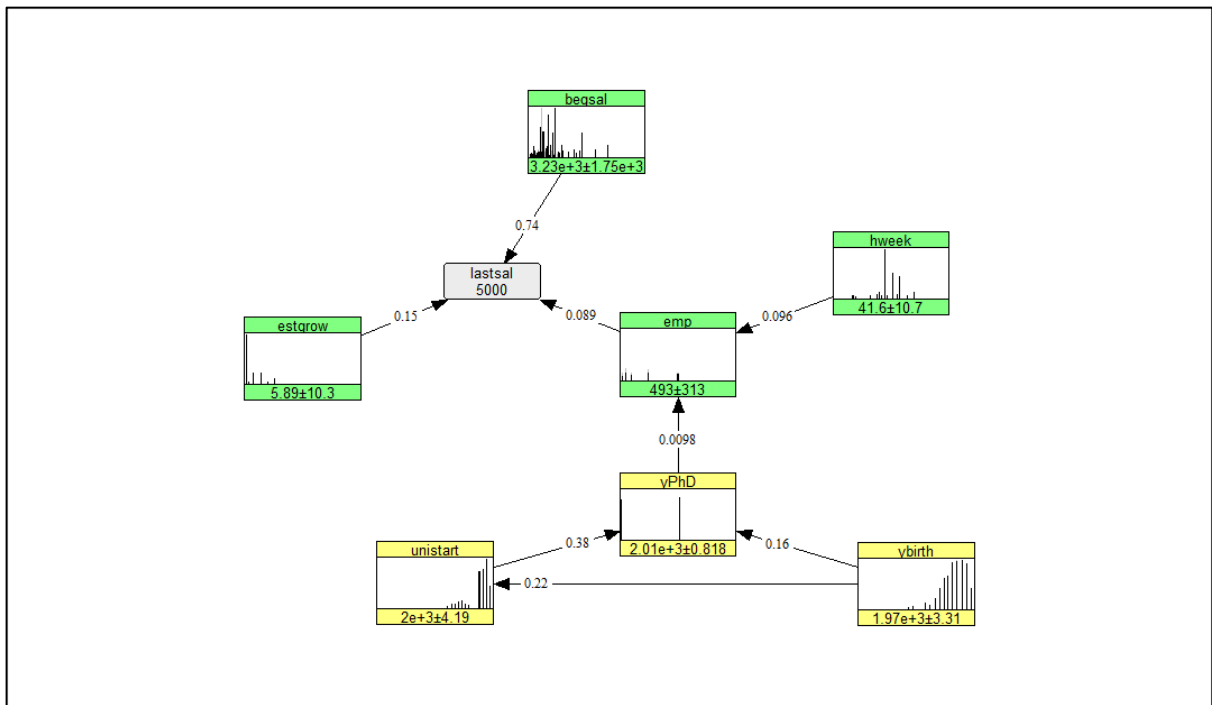 begsal
3.23e+3±1.75e+3
0.74
hweek
41.6±10.7
lastsal
5000
estgrow
5.89±10.3
0.15
0.089
emp
493±313
0.096
0.0098
yPhD
2.01e+3±0.818
unistart
2e+3±4.19
0.38
0.16
ybirth
1.97e+3±3.31
0.22